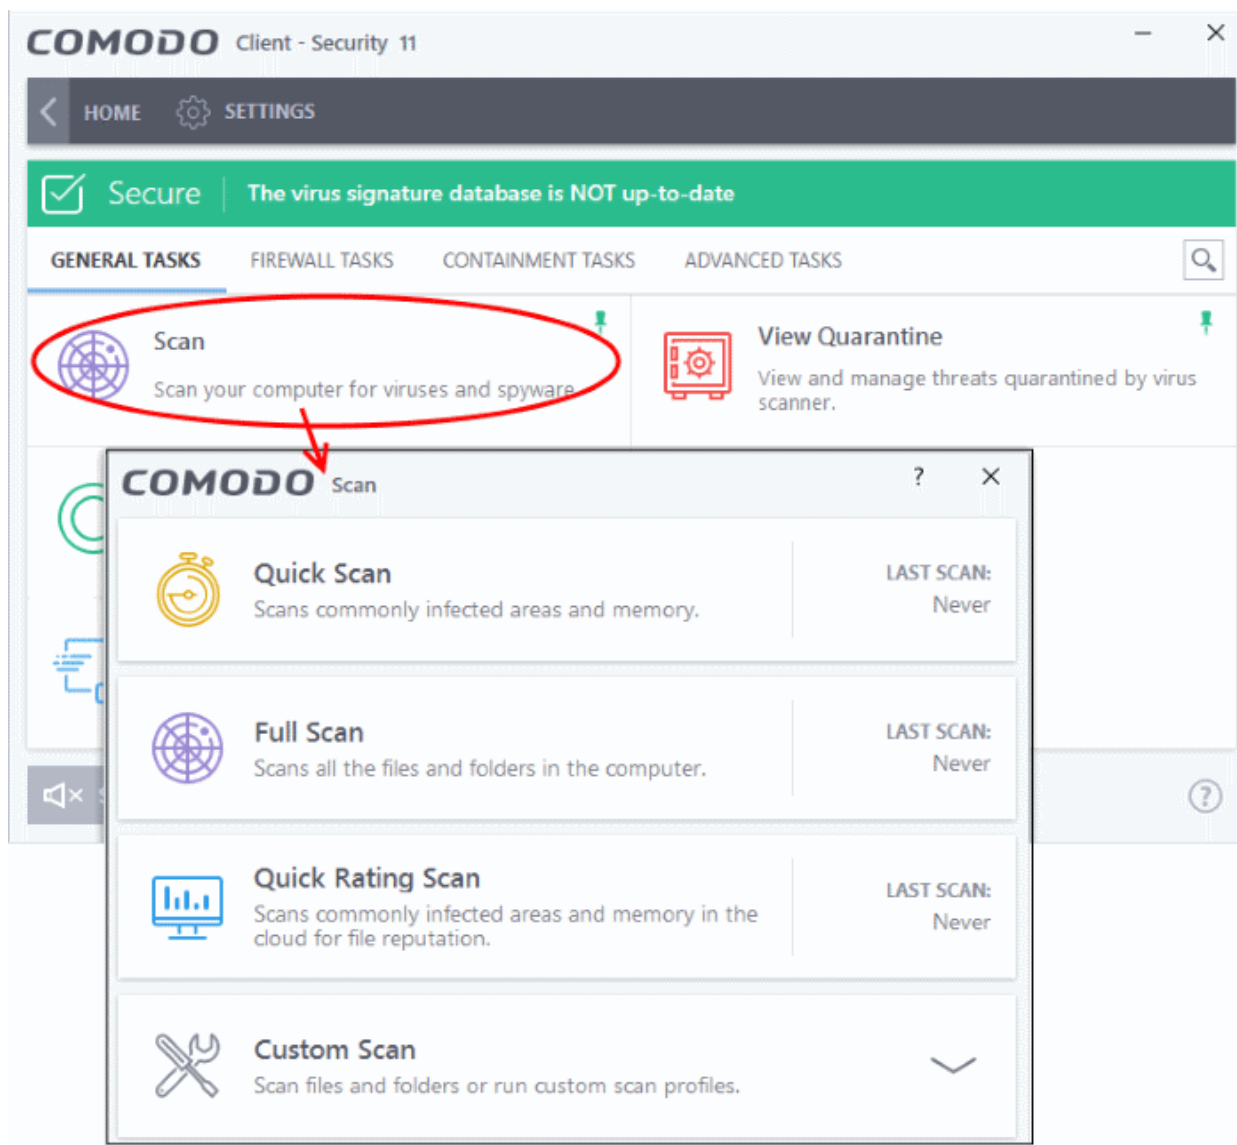 COMODO Client - Security 11
HOME SETTINGS
Secure The virus signature database is NOT up-to-date
GENERAL TASKS FIREWALL TASKS CONTAINMENT TASKS ADVANCED TASKS
Scan
Scan your computer for viruses and spyware
View Quarantine
View and manage threats quarantined by virus
scanner.
COMODO Scan ?
Quick Scan
Scans commonly infected areas and memory.
LAST SCAN:
Never
Full Scan
Scans all the files and folders in the computer.
LAST SCAN:
Never
?
Quick Rating Scan
Scans commonly infected areas and memory in the
cloud for file reputation.
LAST SCAN:
Never
Custom Scan
Scan files and folders or run custom scan profiles.